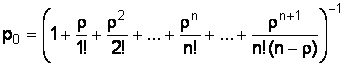 p₀ = (1 + ρ/1! + ρ²/2! + ... + ρⁿ/n! + ... + ρⁿ⁺¹/n!(n − ρ))⁻¹